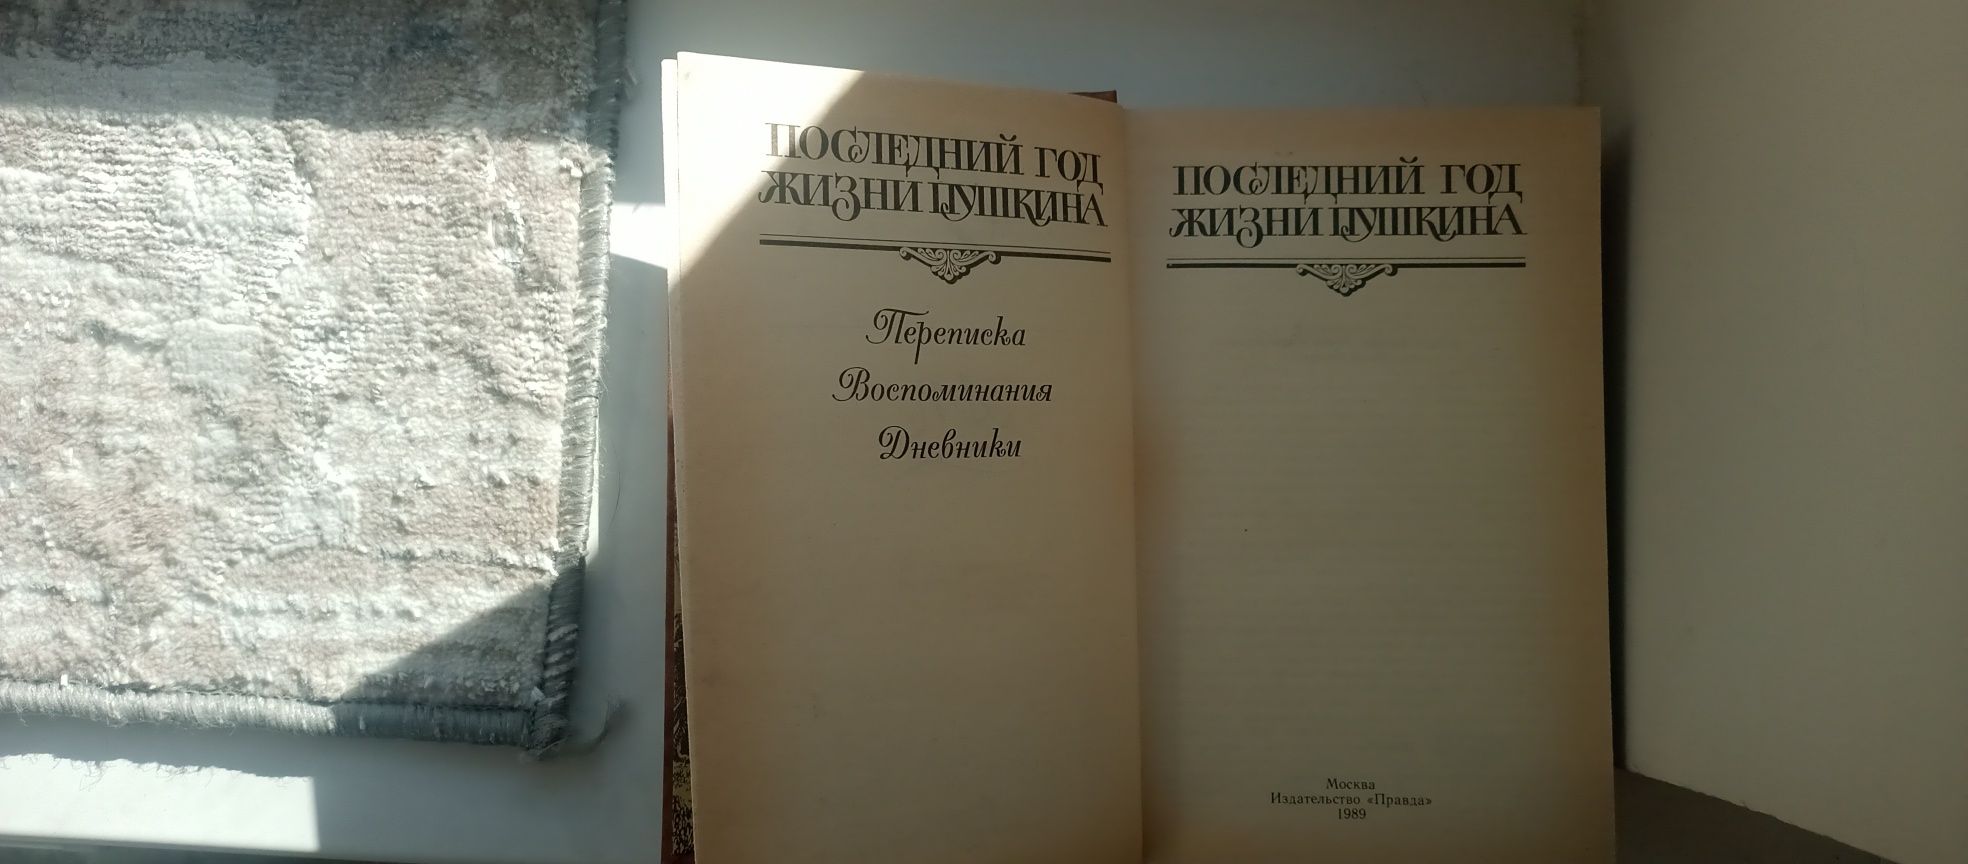 ПОСЛЕДНИЙ ГОД
ЖИЗНИ ПУШКИНА
Переписка
Воспоминания
Дневники
ПОСЛЕДНИЙ ГОД
ЖИЗНИ ПУШКИНА
Москва
Издательство «Правда»
1989